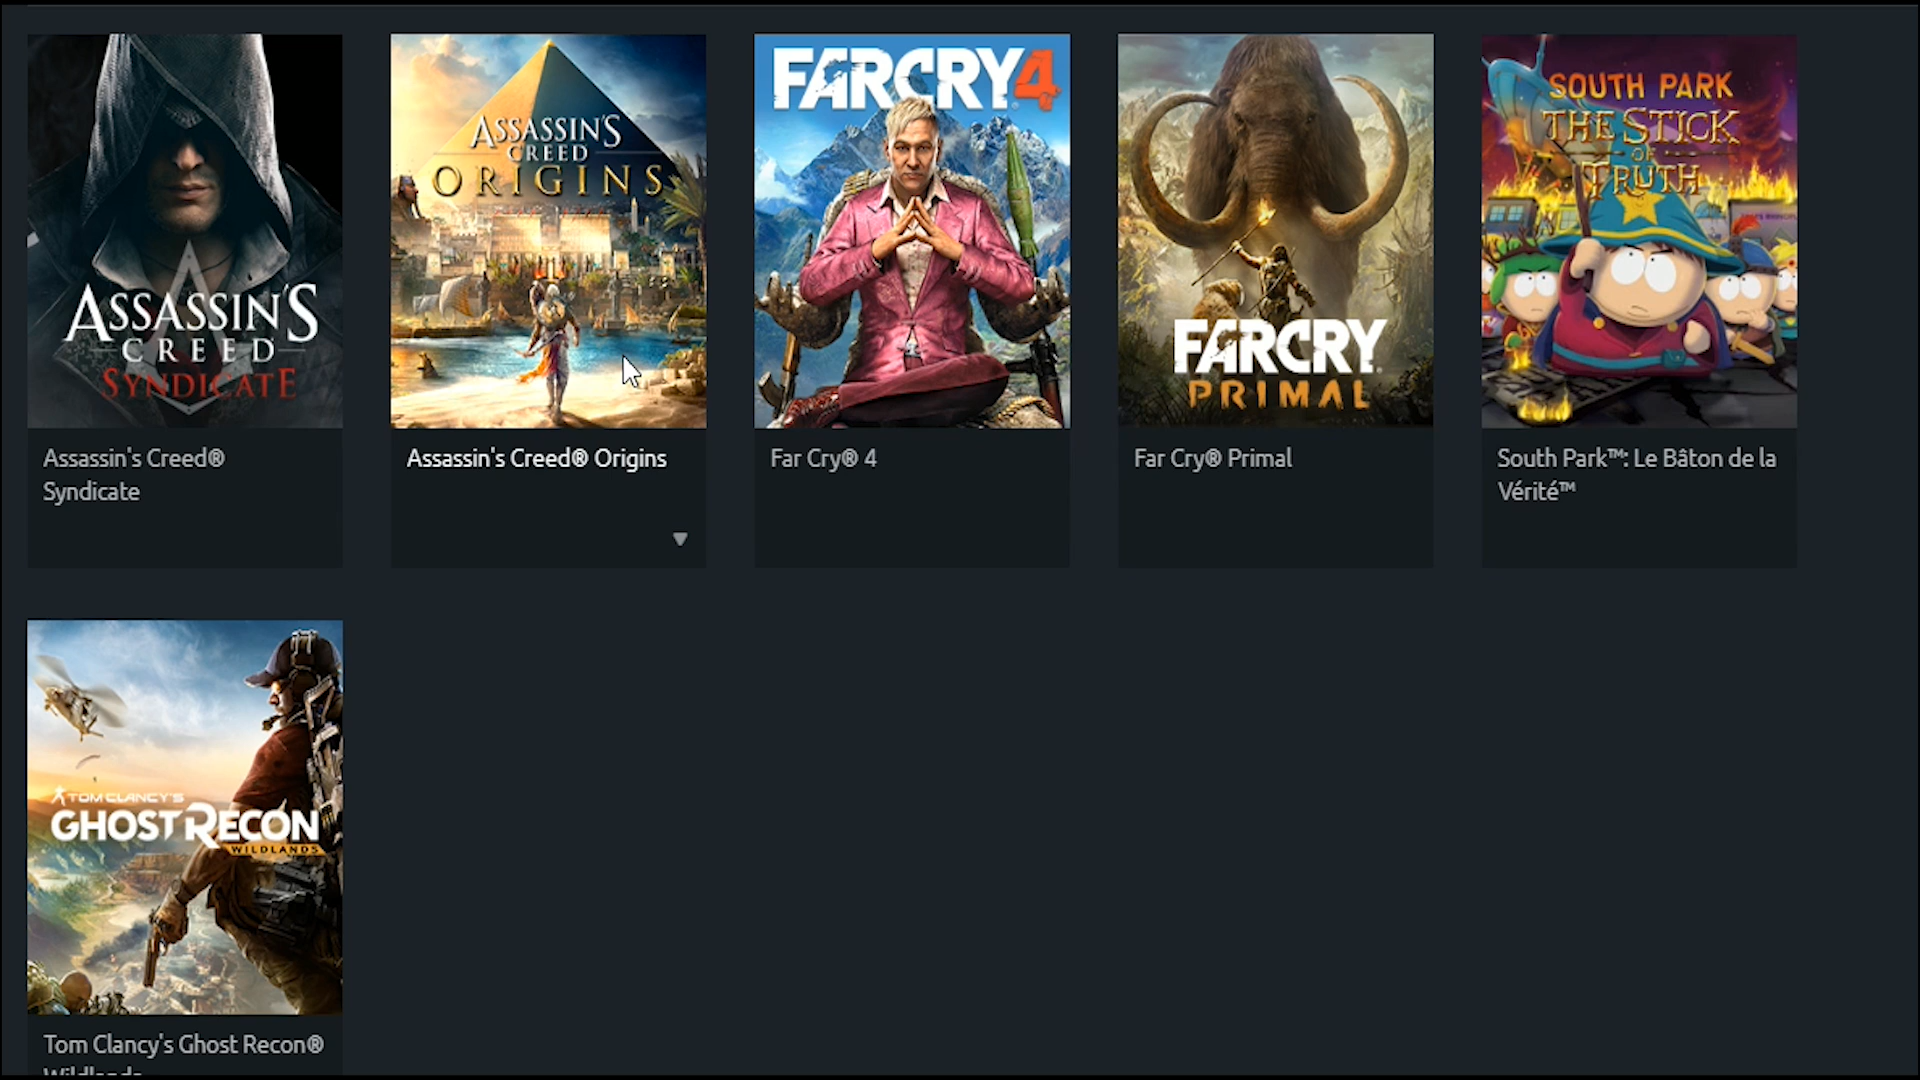 ASSASSIN'S
CREED
SYNDICATE
Assassin's Creed®
Syndicate
ASSASSIN'S
CREED
ORIGINS
Assassin's Creed® Origins
FARCRY4
Far Cry® 4
FARCRY
PRIMAL
Far Cry® Primal
SOUTH PARK
THE STICK
OF
TRUTH
South Park™: Le Bâton de la
Vérité™
TOM CLANCY'S
GHOST RECON
WILDLANDS
Tom Clancy's Ghost Recon®
Wildlands